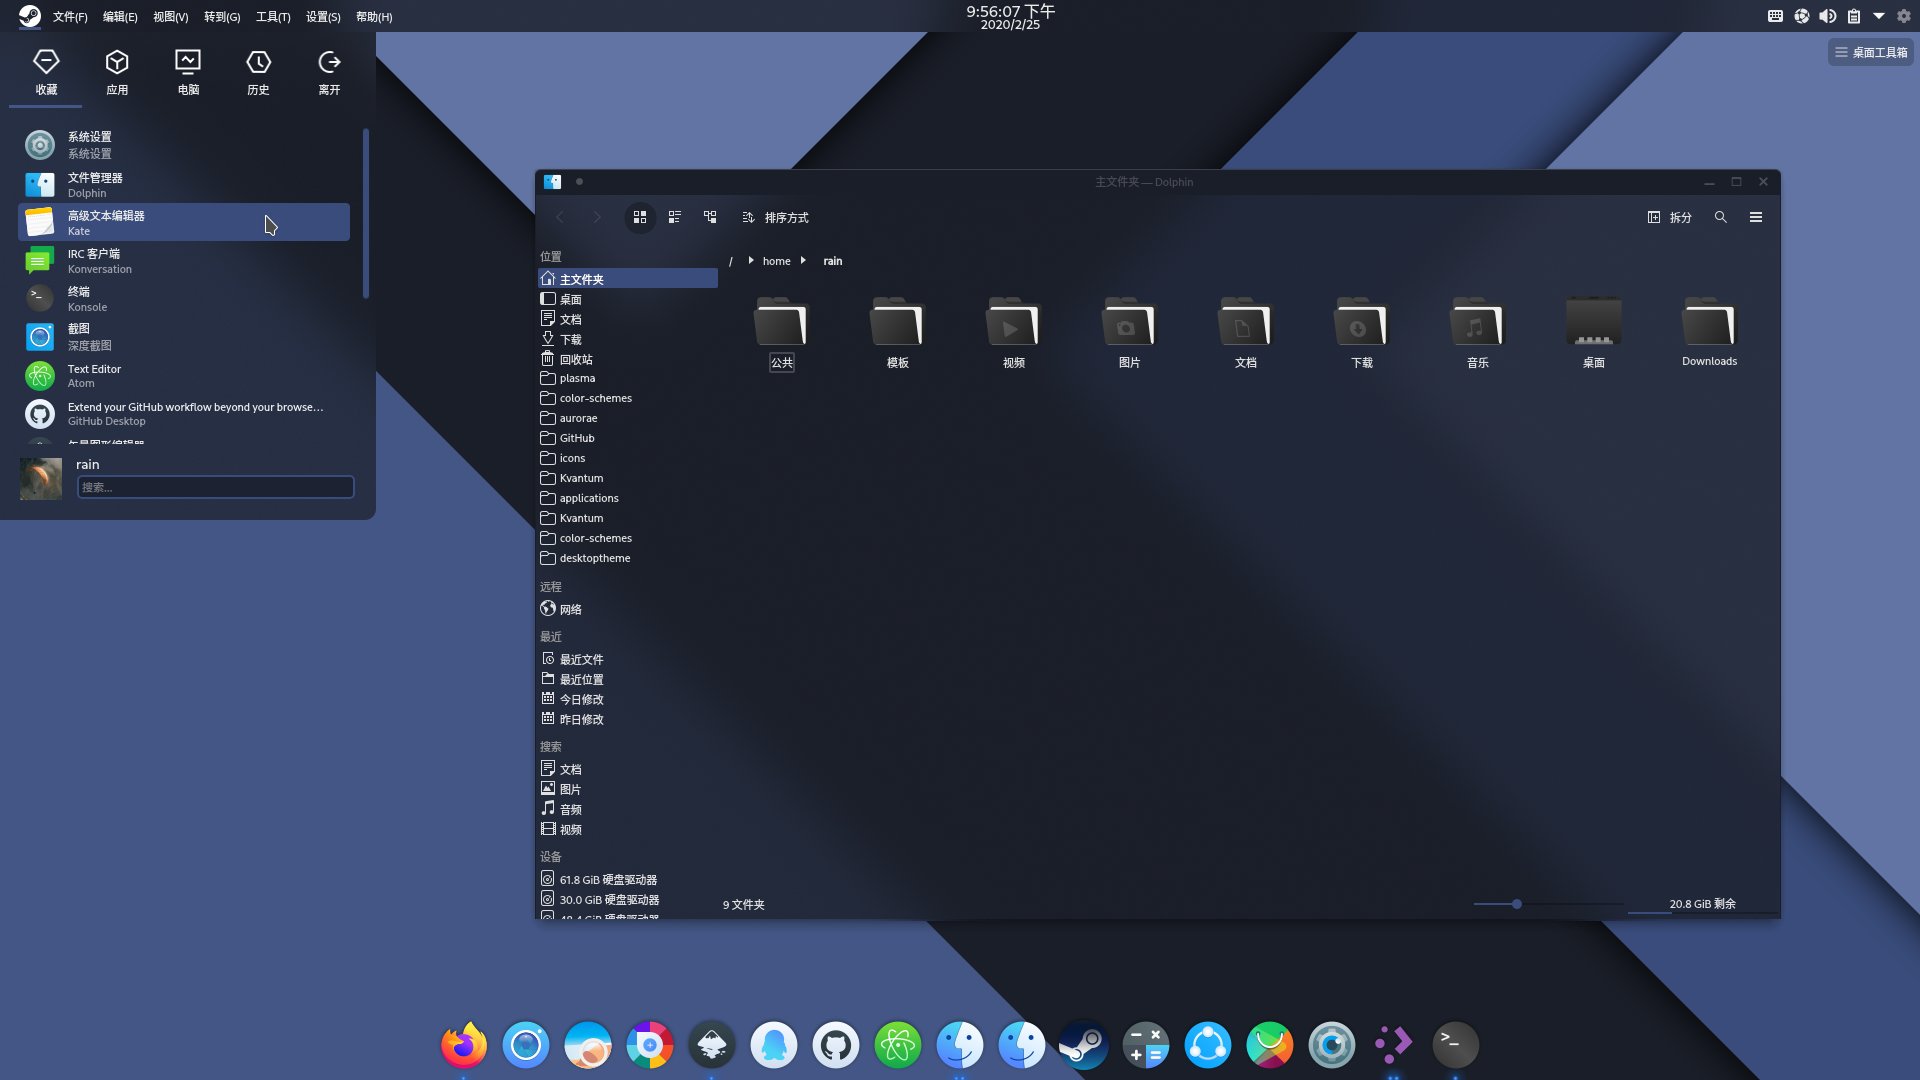 文件(F) 编辑(E) 视图(V) 转到(G) 工具(T) 设置(S) 帮助(H)
9:56:07 下午
2020/2/25
桌面工具箱
收藏 应用 电脑 历史 离开
系统设置
系统设置
文件管理器
Dolphin
高级文本编辑器
Kate
IRC 客户端
Konversation
终端
Konsole
截图
深度截图
Text Editor
Atom
Extend your GitHub workflow beyond your browse...
GitHub Desktop
矢量图形编辑器
rain
搜索...
主文件夹 — Dolphin
排序方式
拆分
/ home rain
位置
主文件夹
桌面
文档
下载
回收站
plasma
color-schemes
aurorae
GitHub
icons
Kvantum
applications
Kvantum
color-schemes
desktoptheme
远程
网络
最近
最近文件
最近位置
今日修改
昨日修改
搜索
文档
图片
音频
视频
设备
61.8 GiB 硬盘驱动器
30.0 GiB 硬盘驱动器
公共 模板 视频 图片 文档 下载 音乐 桌面 Downloads
9 文件夹
20.8 GiB 剩余